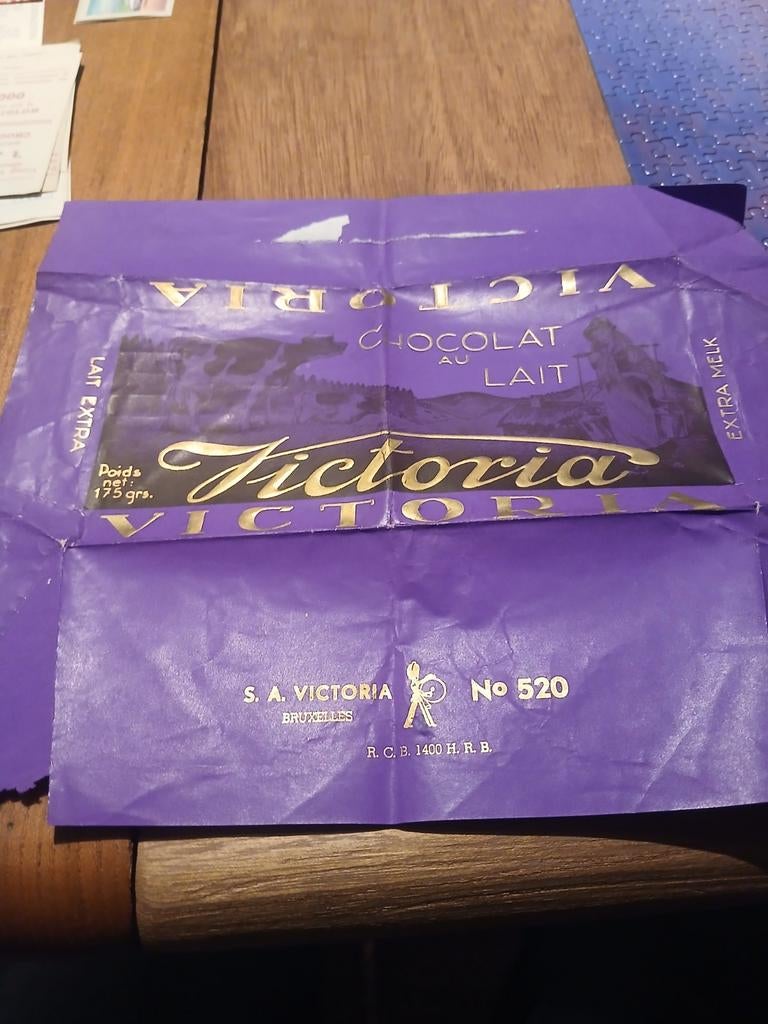 VICTORIA
CHOCOLAT
AU
LAIT
LAIT EXTRA
EXTRA MELK
Victoria
Poids
net:
175 grs.
VICTORIA
S. A. VICTORIA No 520
BRUXELLES
R. C. B. 1400 H. R. B.